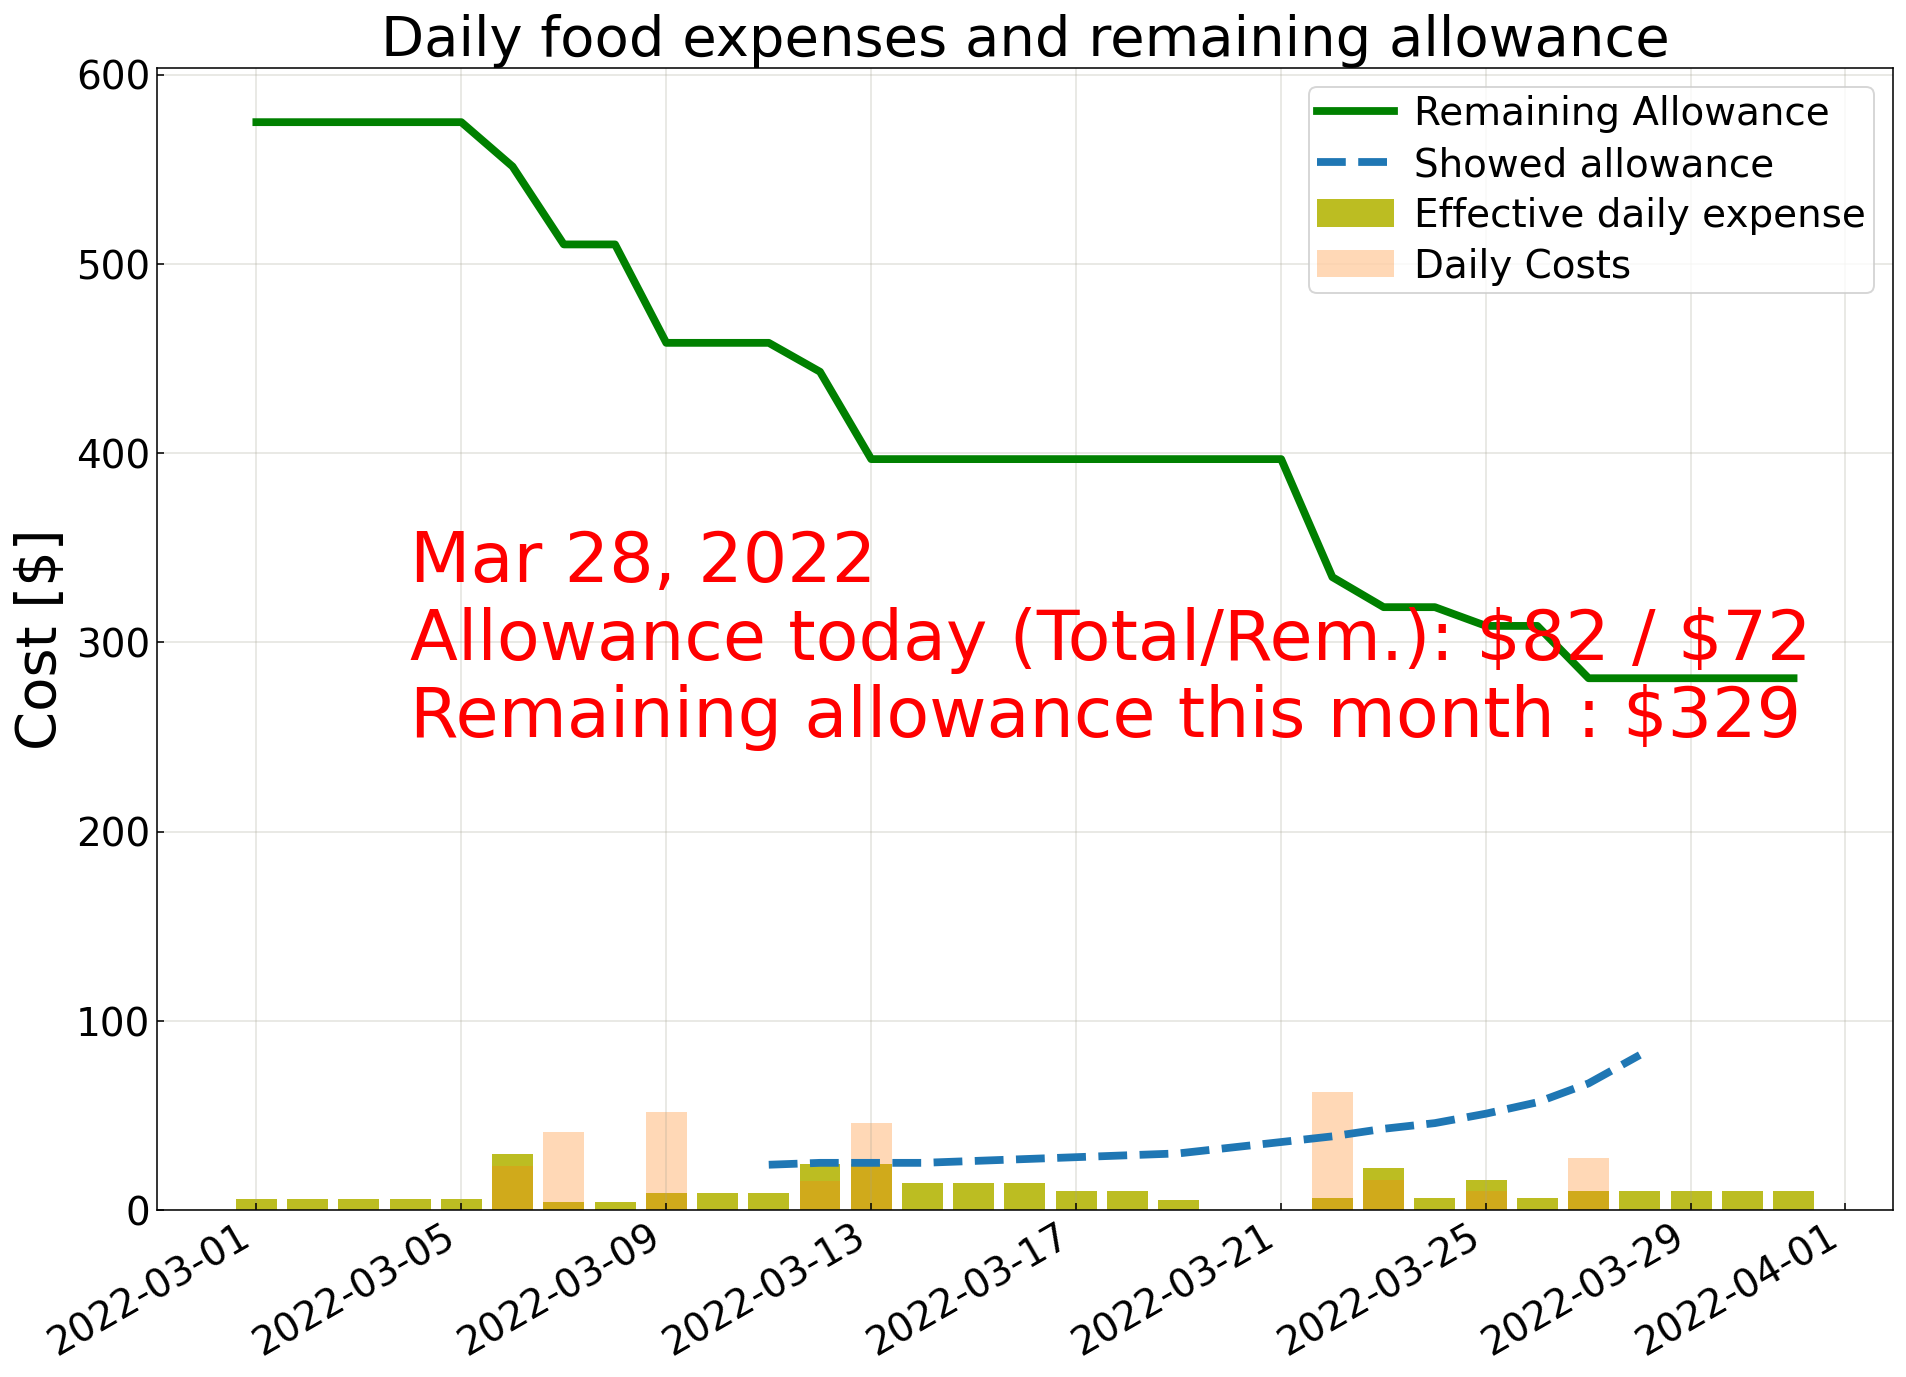 Daily food expenses and remaining allowance
600
500
400
300
200
100
0
Cost [$]
Remaining Allowance
Showed allowance
Effective daily expense
Daily Costs
Mar 28, 2022
Allowance today (Total/Rem.): $82 / $72
Remaining allowance this month : $329
2022-03-01
2022-03-05
2022-03-09
2022-03-13
2022-03-17
2022-03-21
2022-03-25
2022-03-29
2022-04-01